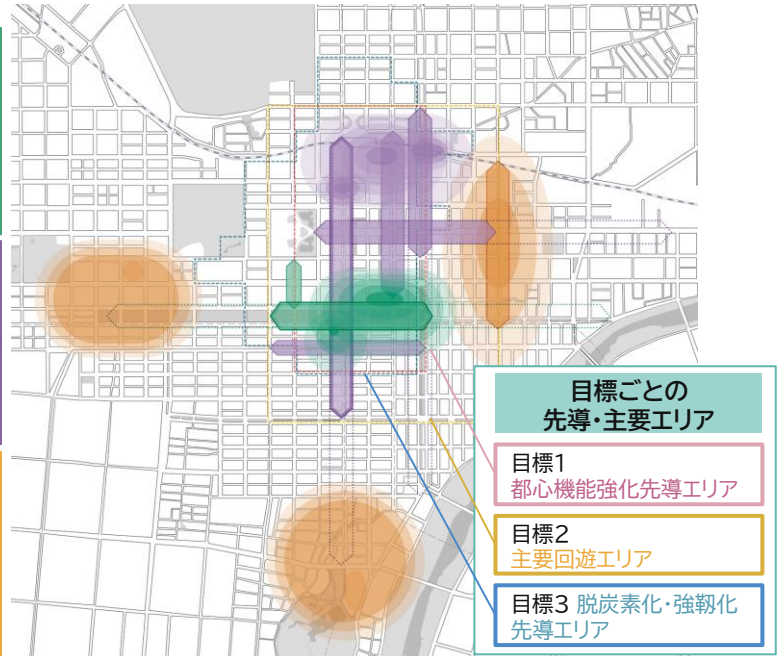 目標ごとの
先導・主要エリア
目標1
都心機能強化先導エリア
目標2
主要回遊エリア
目標3 脱炭素化・強靱化
先導エリア